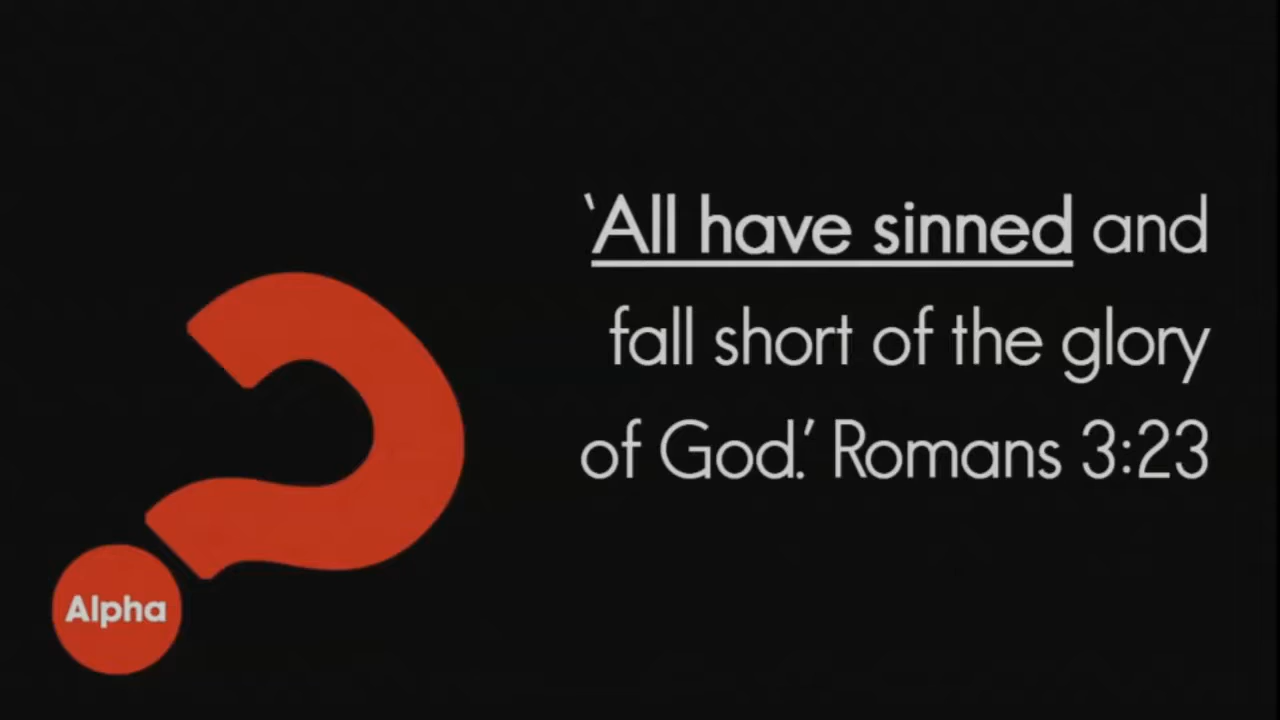 ‘All have sinned and
fall short of the glory
of God.’ Romans 3:23
Alpha